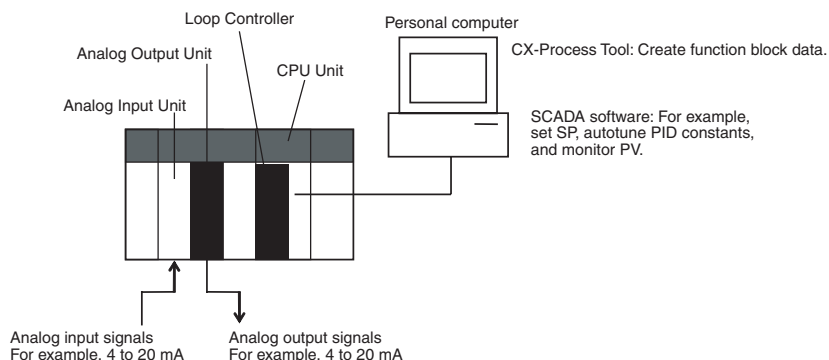 Loop Controller
Personal computer
Analog Output Unit
CX-Process Tool: Create function block data.
CPU Unit
Analog Input Unit
SCADA software: For example,
set SP, autotune PID constants,
and monitor PV.
Analog input signals
For example, 4 to 20 mA
Analog output signals
For example, 4 to 20 mA